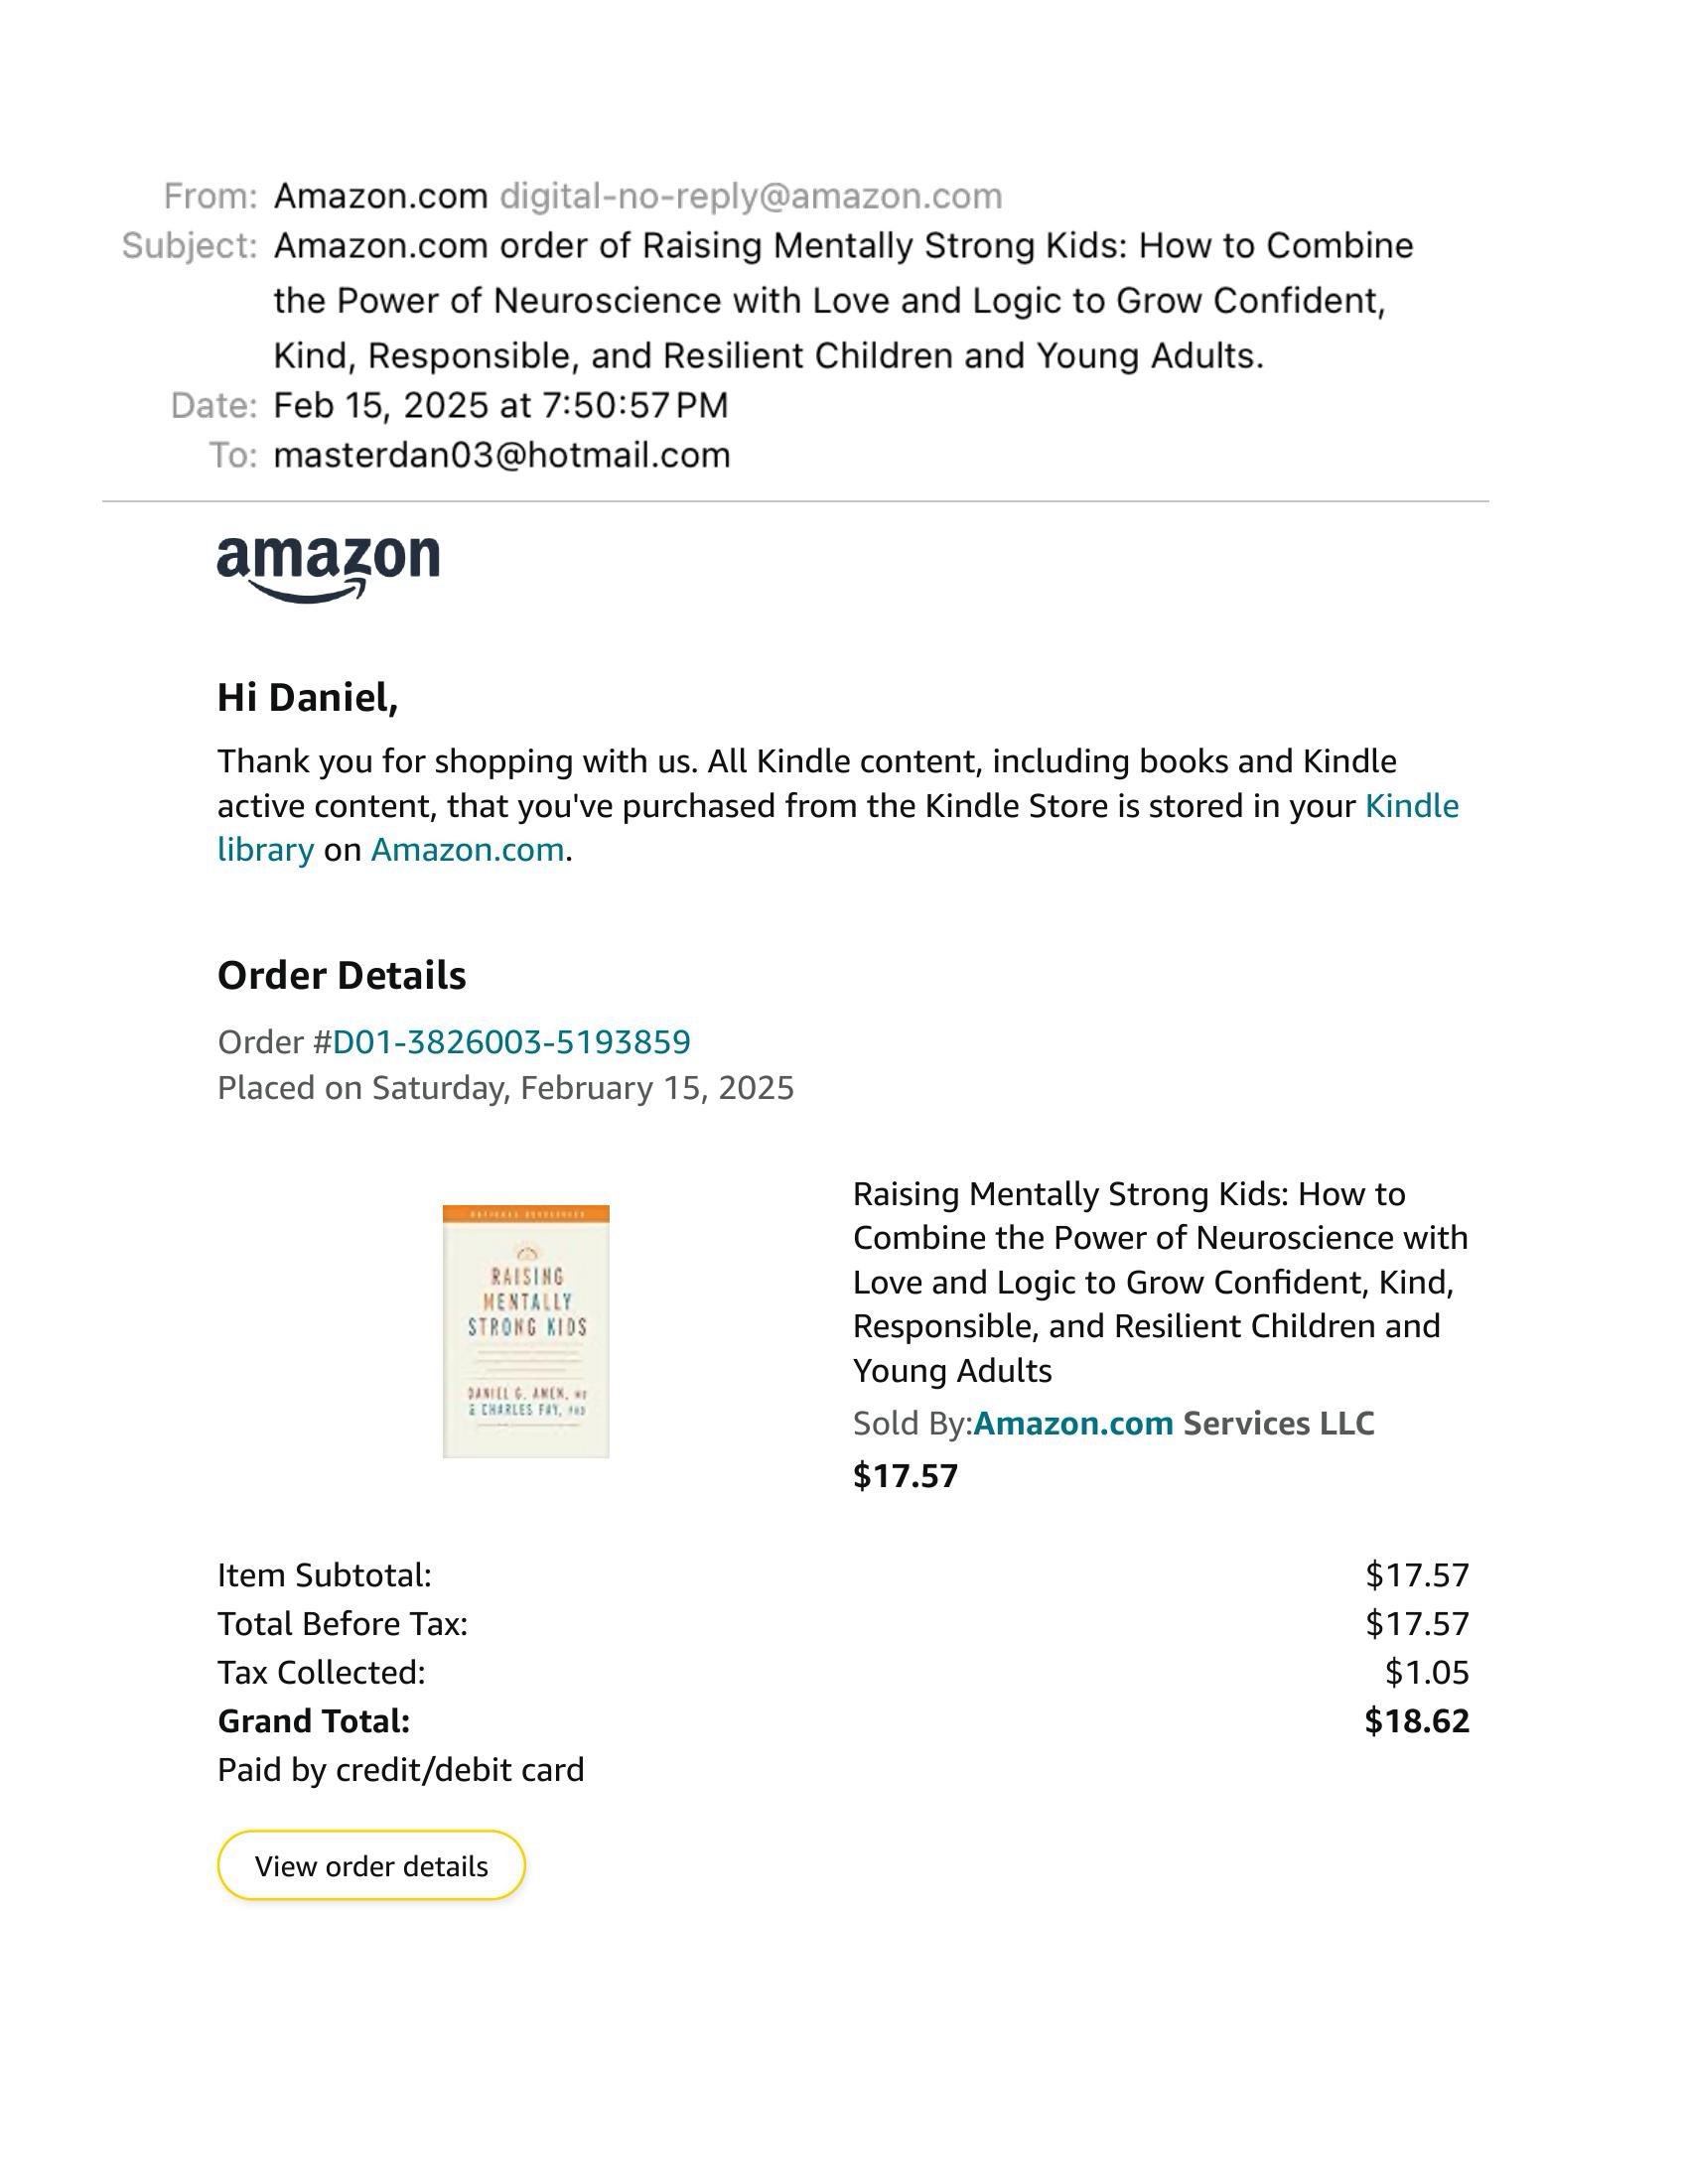 From: Amazon.com digital-no-reply@amazon.com
Subject: Amazon.com order of Raising Mentally Strong Kids: How to Combine
the Power of Neuroscience with Love and Logic to Grow Confident,
Kind, Responsible, and Resilient Children and Young Adults.
Date: Feb 15, 2025 at 7:50:57 PM
To: masterdan03@hotmail.com
amazon
Hi Daniel,
Thank you for shopping with us. All Kindle content, including books and Kindle
active content, that you've purchased from the Kindle Store is stored in your Kindle
library on Amazon.com.
Order Details
Order #D01-3826003-5193859
Placed on Saturday, February 15, 2025
RAISING
MENTALLY
STRONG KIDS
DANIEL G. AMEN, MD
& CHARLES FAY, PHD
Raising Mentally Strong Kids: How to
Combine the Power of Neuroscience with
Love and Logic to Grow Confident, Kind,
Responsible, and Resilient Children and
Young Adults
Sold By:Amazon.com Services LLC
$17.57
Item Subtotal: $17.57
Total Before Tax: $17.57
Tax Collected: $1.05
Grand Total: $18.62
Paid by credit/debit card
View order details